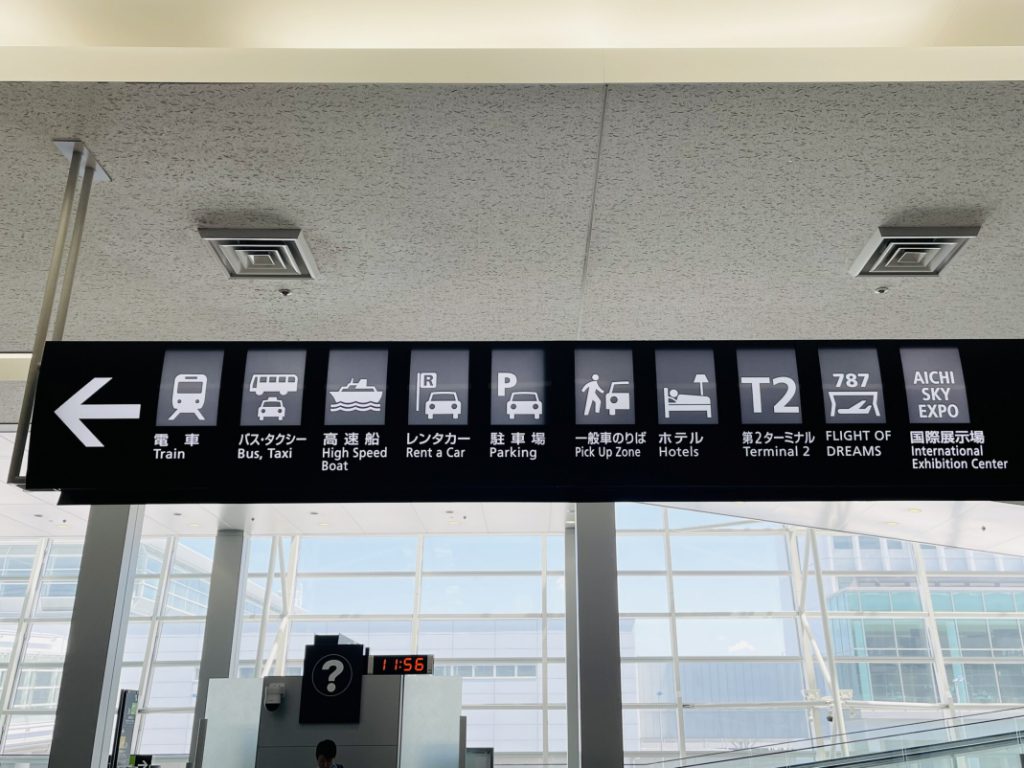 電車
Train
バス・タクシー
Bus, Taxi
高速船
High Speed
Boat
R
レンタカー
Rent a Car
P
駐車場
Parking
一般車のりば
Pick Up Zone
ホテル
Hotels
T2
第2ターミナル
Terminal 2
787
FLIGHT OF
DREAMS
AICHI
SKY
EXPO
国際展示場
International
Exhibition Center
?
11:56